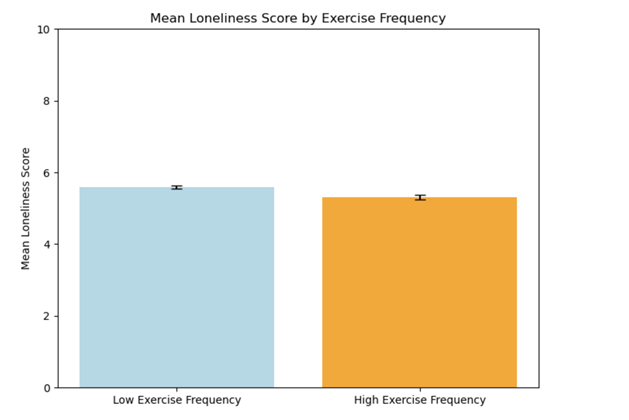 Mean Loneliness Score by Exercise Frequency
10
8
6
4
2
0
Mean Loneliness Score
Low Exercise Frequency
High Exercise Frequency